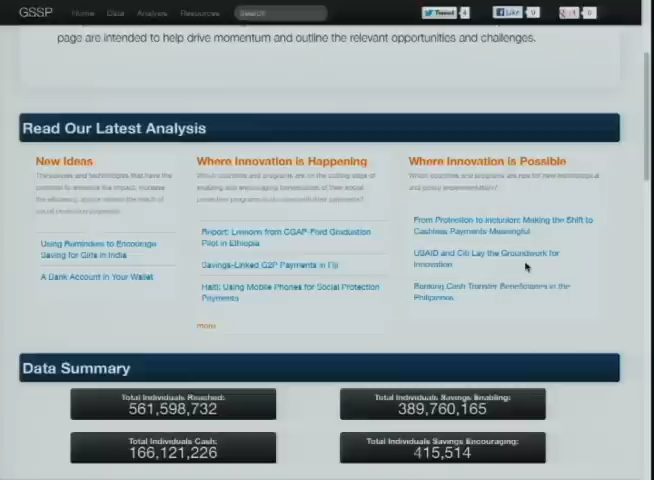 GSSP Home Data Analysis Resources Search
Tweet 4 Like 0 +1 0
page are intended to help drive momentum and outline the relevant opportunities and challenges.
Read Our Latest Analysis
New Ideas
Where Innovation is Happening
Where Innovation is Possible
Using Reminders to Encourage
Saving for Girls in India
A Bank Account in Your Wallet
Report: Lessons from CGAP-Ford Graduation
Pilot in Ethiopia
Savings-Linked G2P Payments in Fiji
Haiti: Using Mobile Phones for Social Protection
Payments
more
From Protection to Inclusion: Making the Shift to
Cashless Payments Meaningful
USAID and Citi Lay the Groundwork for
Innovation
Banking Cash Transfer Beneficiaries in the
Philippines
Data Summary
Total Individuals Reached:
561,598,732
Total Individuals Savings Enabling:
389,760,165
Total Individuals Cash:
166,121,226
Total Individuals Savings Encouraging:
415,514